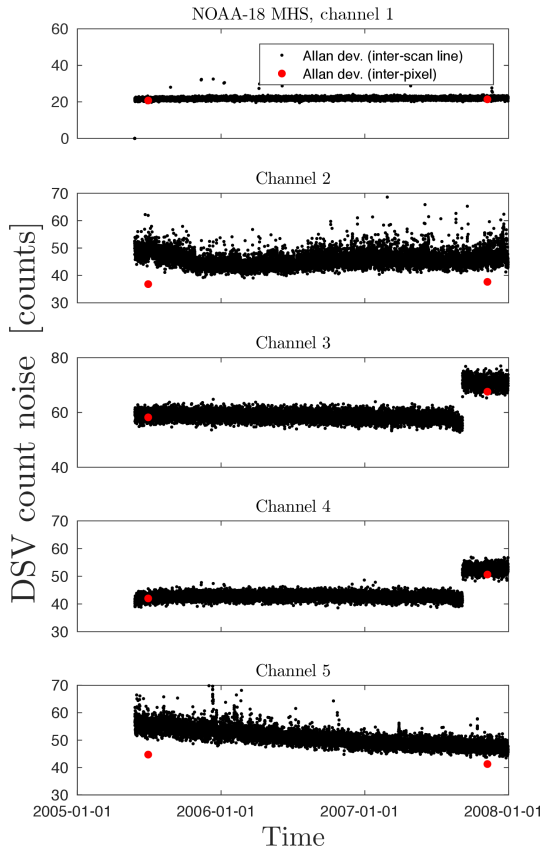 NOAA-18 MHS, channel 1
60
40
20
0
Allan dev. (inter-scan line)
Allan dev. (inter-pixel)
Channel 2
70
60
50
40
30
Channel 3
80
60
40
Channel 4
70
60
50
40
30
Channel 5
70
60
50
40
30
2005-01-01 2006-01-01 2007-01-01 2008-01-01
Time
DSV count noise [counts]